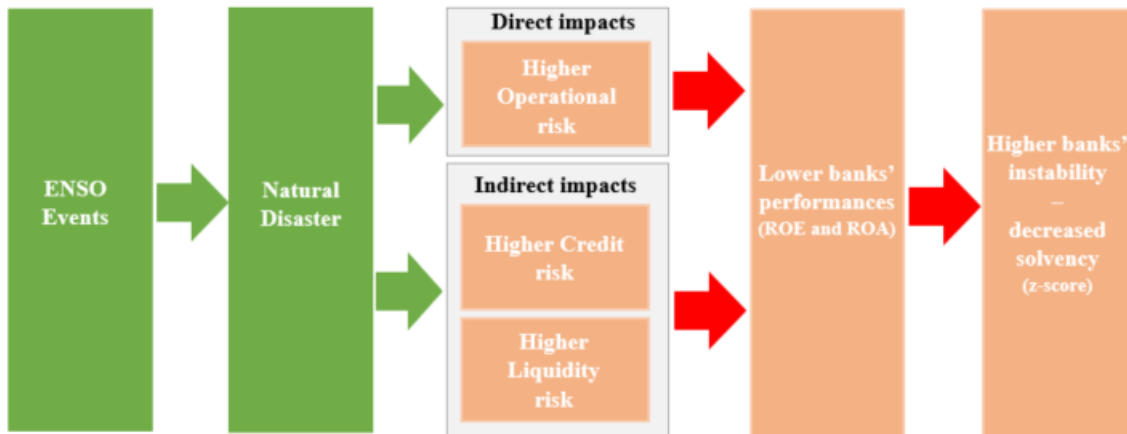 ENSO
Events
Natural
Disaster
Direct impacts
Higher
Operational
risk
Indirect impacts
Higher Credit
risk
Higher
Liquidity
risk
Lower banks’
performances
(ROE and ROA)
Higher banks’
instability
–
decreased
solvency
(z-score)